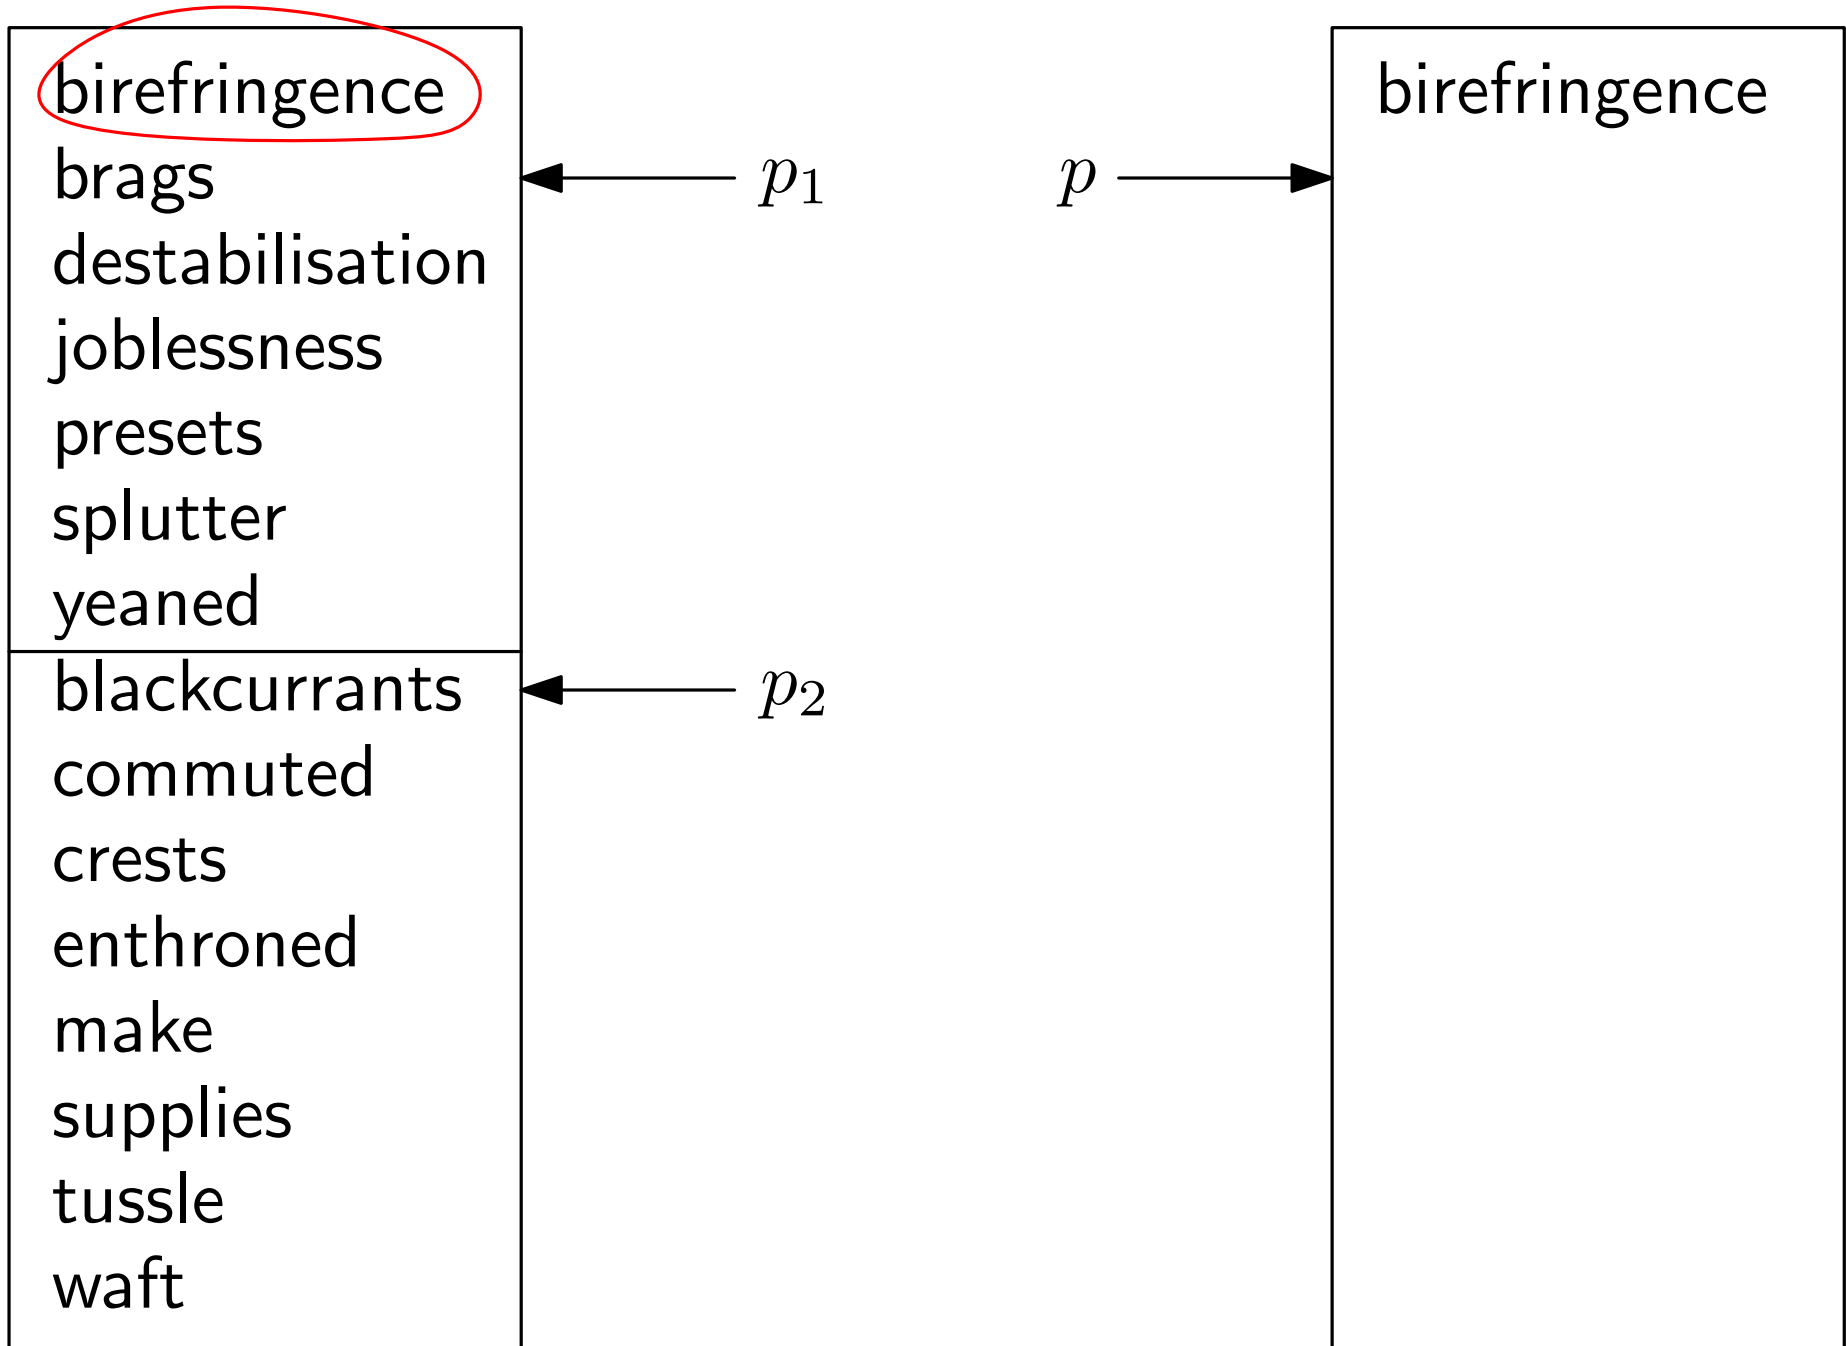 birefringence
brags
destabilisation
joblessness
presets
splutter
yeaned
blackcurrants
commuted
crests
enthroned
make
supplies
tussle
waft
p1
p2
p
birefringence